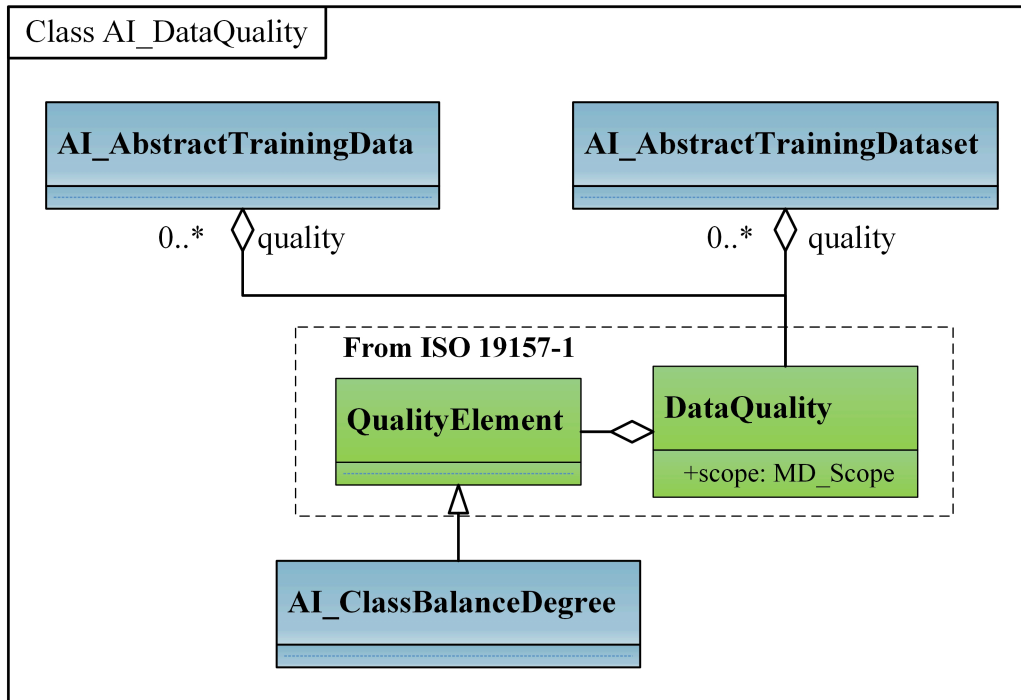 Class AI_DataQuality
AI_AbstractTrainingData
AI_AbstractTrainingDataset
0..*
quality
0..*
quality
From ISO 19157-1
QualityElement
DataQuality
+scope: MD_Scope
AI_ClassBalanceDegree